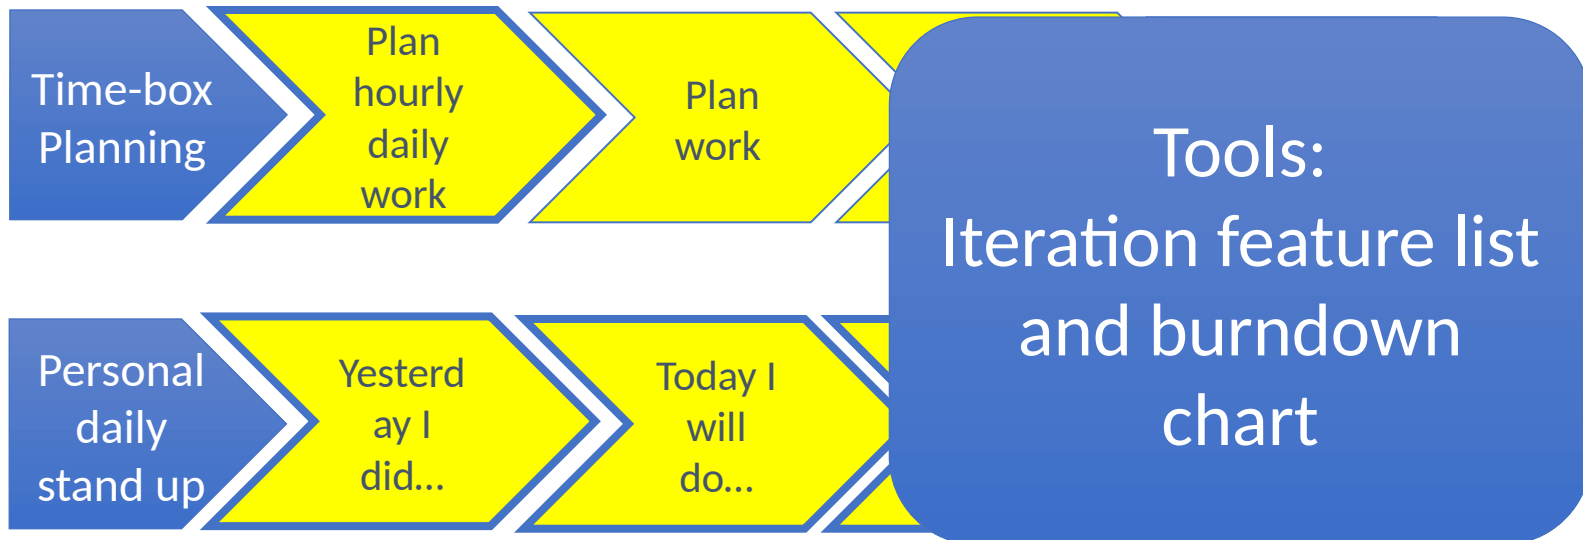 Time-box
Planning
Plan
hourly
daily
work
Plan
work
Personal
daily
stand up
Yesterd
ay I
did...
Today I
will
do...
Tools:
Iteration feature list
and burndown
chart